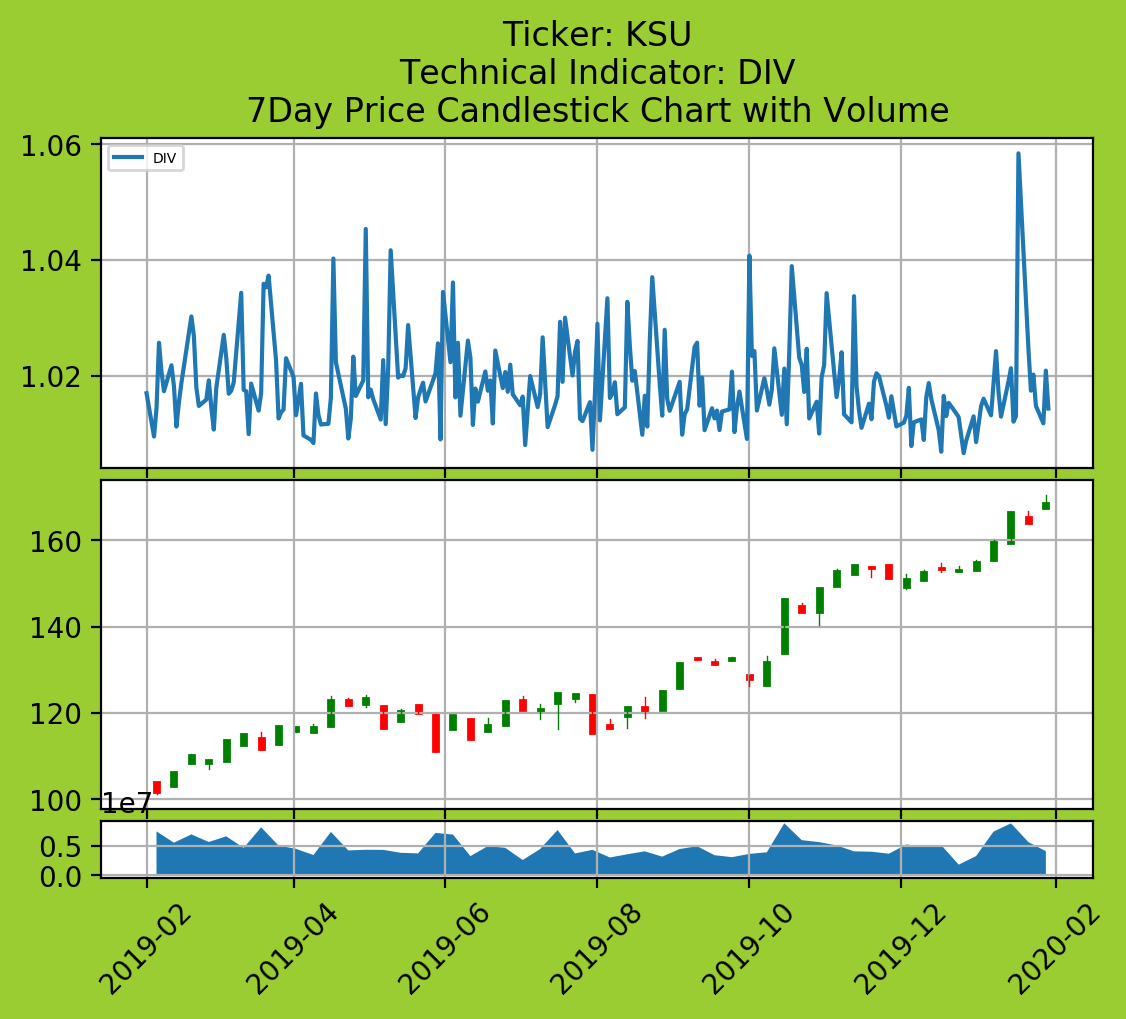 Ticker: KSU
Technical Indicator: DIV
7Day Price Candlestick Chart with Volume
1.06
DIV
1.04
1.02
160
140
120
100
1e7
0.5
0.0
2019-02 2019-04 2019-06 2019-08 2019-10 2019-12 2020-02